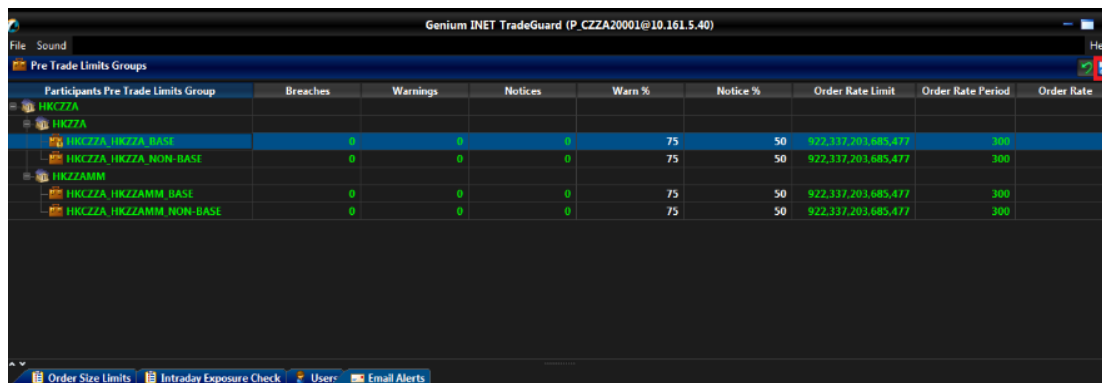 Genium INET TradeGuard (P_CZZA20001@10.161.5.40)
File Sound He
Pre Trade Limits Groups
Participants Pre Trade Limits Group Breaches Warnings Notices Warn % Notice % Order Rate Limit Order Rate Period Order Rate
HKCZZA
HKZZA
HKCZZA_HKZZA_BASE 0 0 0 75 50 922,337,203,685,477 300
HKCZZA_HKZZA_NON-BASE 0 0 0 75 50 922,337,203,685,477 300
HKZZAMM
HKCZZA_HKZZAMM_BASE 0 0 0 75 50 922,337,203,685,477 300
HKCZZA_HKZZAMM_NON-BASE 0 0 0 75 50 922,337,203,685,477 300
Order Size Limits Intraday Exposure Check Users Email Alerts